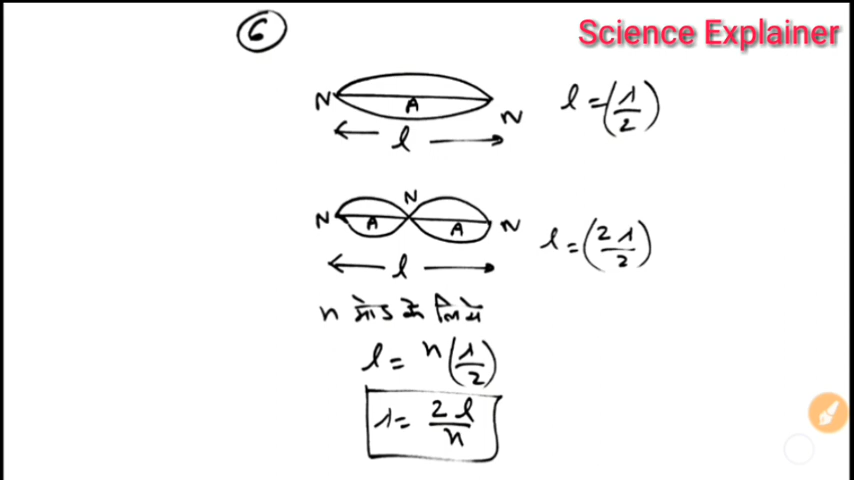 6
Science Explainer
N A N
l = (λ/2)
l
N
N A A N
l = (2λ/2)
l
n मोड के लिये
l = n(λ/2)
λ = 2l/n